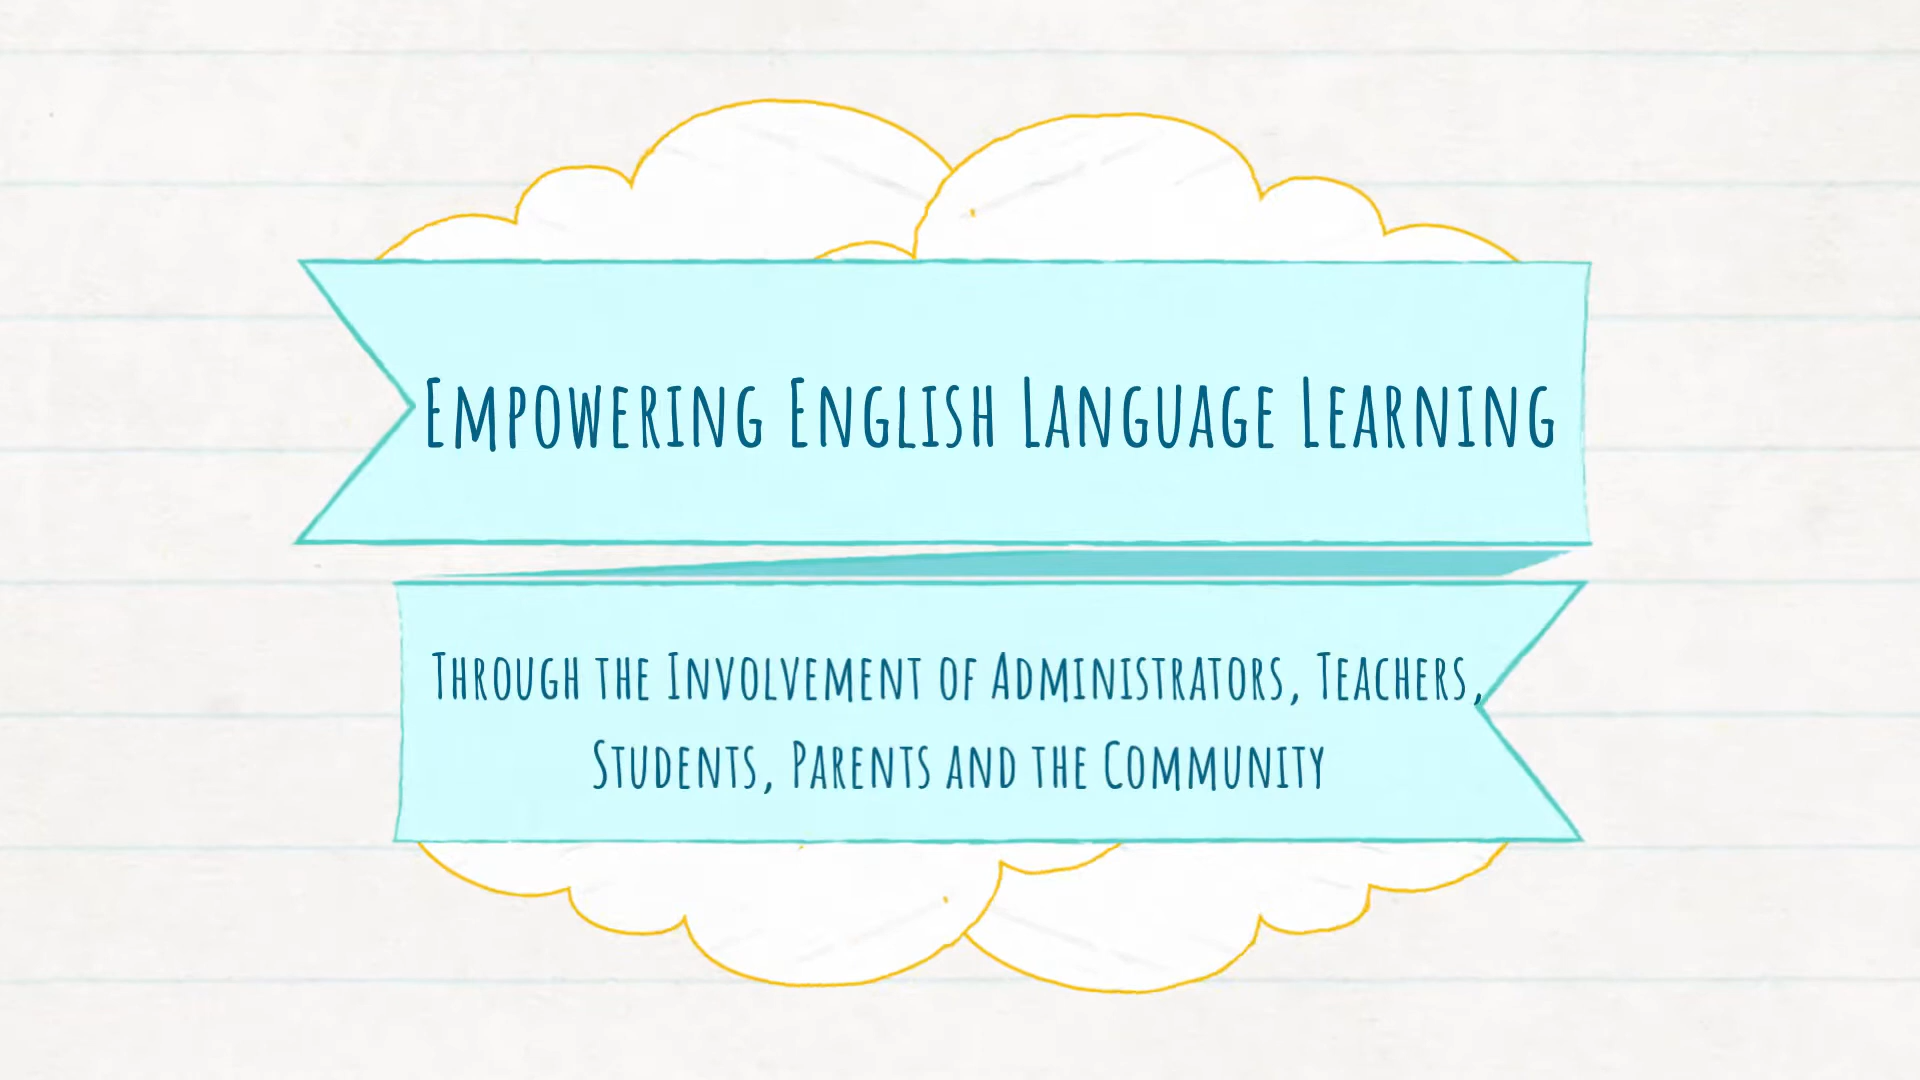 Empowering English Language Learning
Through the Involvement of Administrators, Teachers,
Students, Parents and the Community